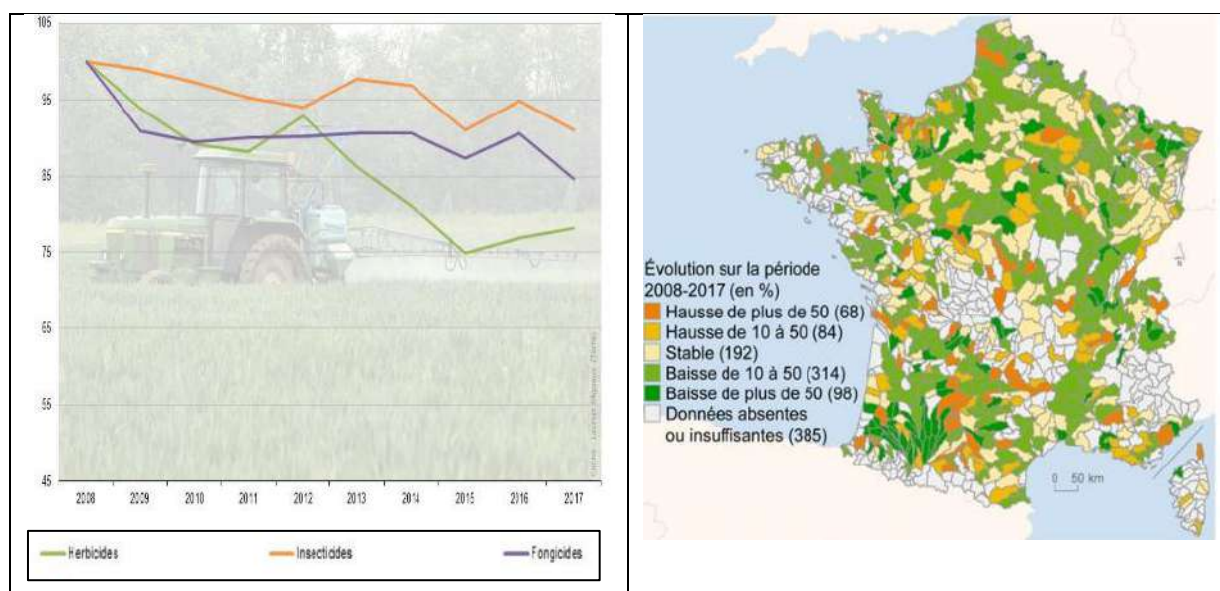 105
95
85
75
65
55
45
2008 2009 2010 2011 2012 2013 2014 2015 2016 2017
Herbicides Insecticides Fongicides
Évolution sur la période
2008-2017 (en %)
Hausse de plus de 50 (68)
Hausse de 10 à 50 (84)
Stable (192)
Baisse de 10 à 50 (314)
Baisse de plus de 50 (98)
Données absentes
ou insuffisantes (385)
0 50 km